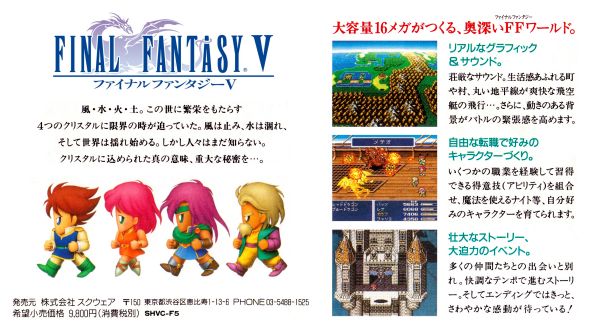 FINAL FANTASY V
ファイナルファンタジーV
風・水・火・土。この世に繁栄をもたらす
4つのクリスタルに限界の時が迫っていた。風は止み、水は濁れ、
そして世界は揺れ始める。しかし人々はまだ知らない。
クリスタルに込められた真の意味、重大な秘密を…。
発売元 株式会社 スクウェア 〒150 東京都渋谷区恵比寿1-13-6 PHONE 03-5488-1525
希望小売価格 9,800円(消費税別) SHVC-F5
ファイナルファンタジー
大容量16メガがつくる、奥深いFFワールド。
リアルなグラフィック
&サウンド。
荘厳なサウンド。生活感あふれる町
や村、丸い地平線が爽快な飛空
艇の飛行…。さらに、動きのある背
景がバトルの緊張感を高めます。
メテオ
自由な転職で好みの
キャラクターづくり。
いくつかの職業を経験して習得
できる得意技(アビリティ)を組合
せ、魔法を使えるナイト等、自分好
みのキャラクターを育てられます。
壮大なストーリー、
大迫力のイベント。
多くの仲間たちとの出会いと別
れ。快調なテンポで進むストーリ
ー。そしてエンディングではきっと、
さわやかな感動が待っている!